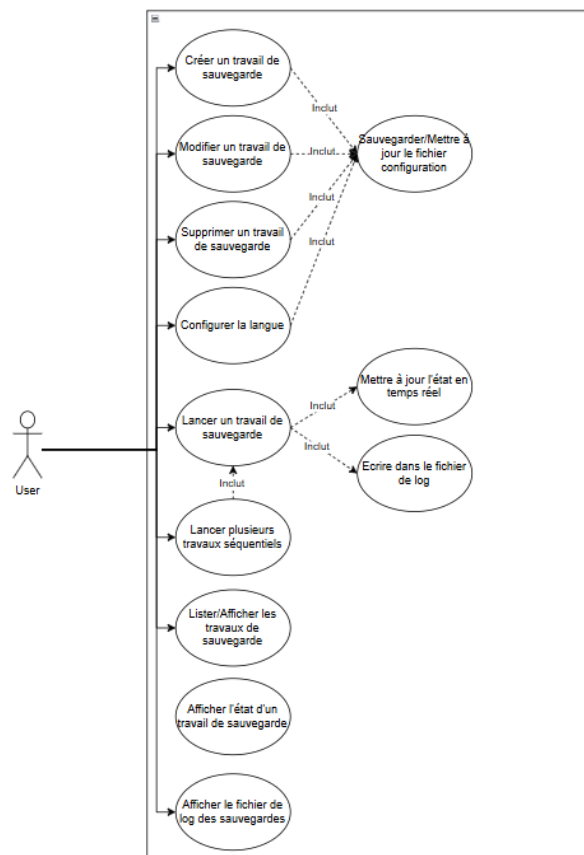 Créer un travail de
sauvegarde
Inclut
Modifier un travail de
sauvegarde
Inclut
Sauvegarder/Mettre à
jour le fichier
configuration
Supprimer un travail
de sauvegarde
Inclut
Inclut
Configurer la langue
Mettre à jour l'état en
temps réel
Lancer un travail de
sauvegarde
Inclut
Inclut
Ecrire dans le fichier
de log
User
Inclut
Lancer plusieurs
travaux séquentiels
Lister/Afficher les
travaux de
sauvegarde
Afficher l'état d'un
travail de sauvegarde
Afficher le fichier de
log des sauvegardes